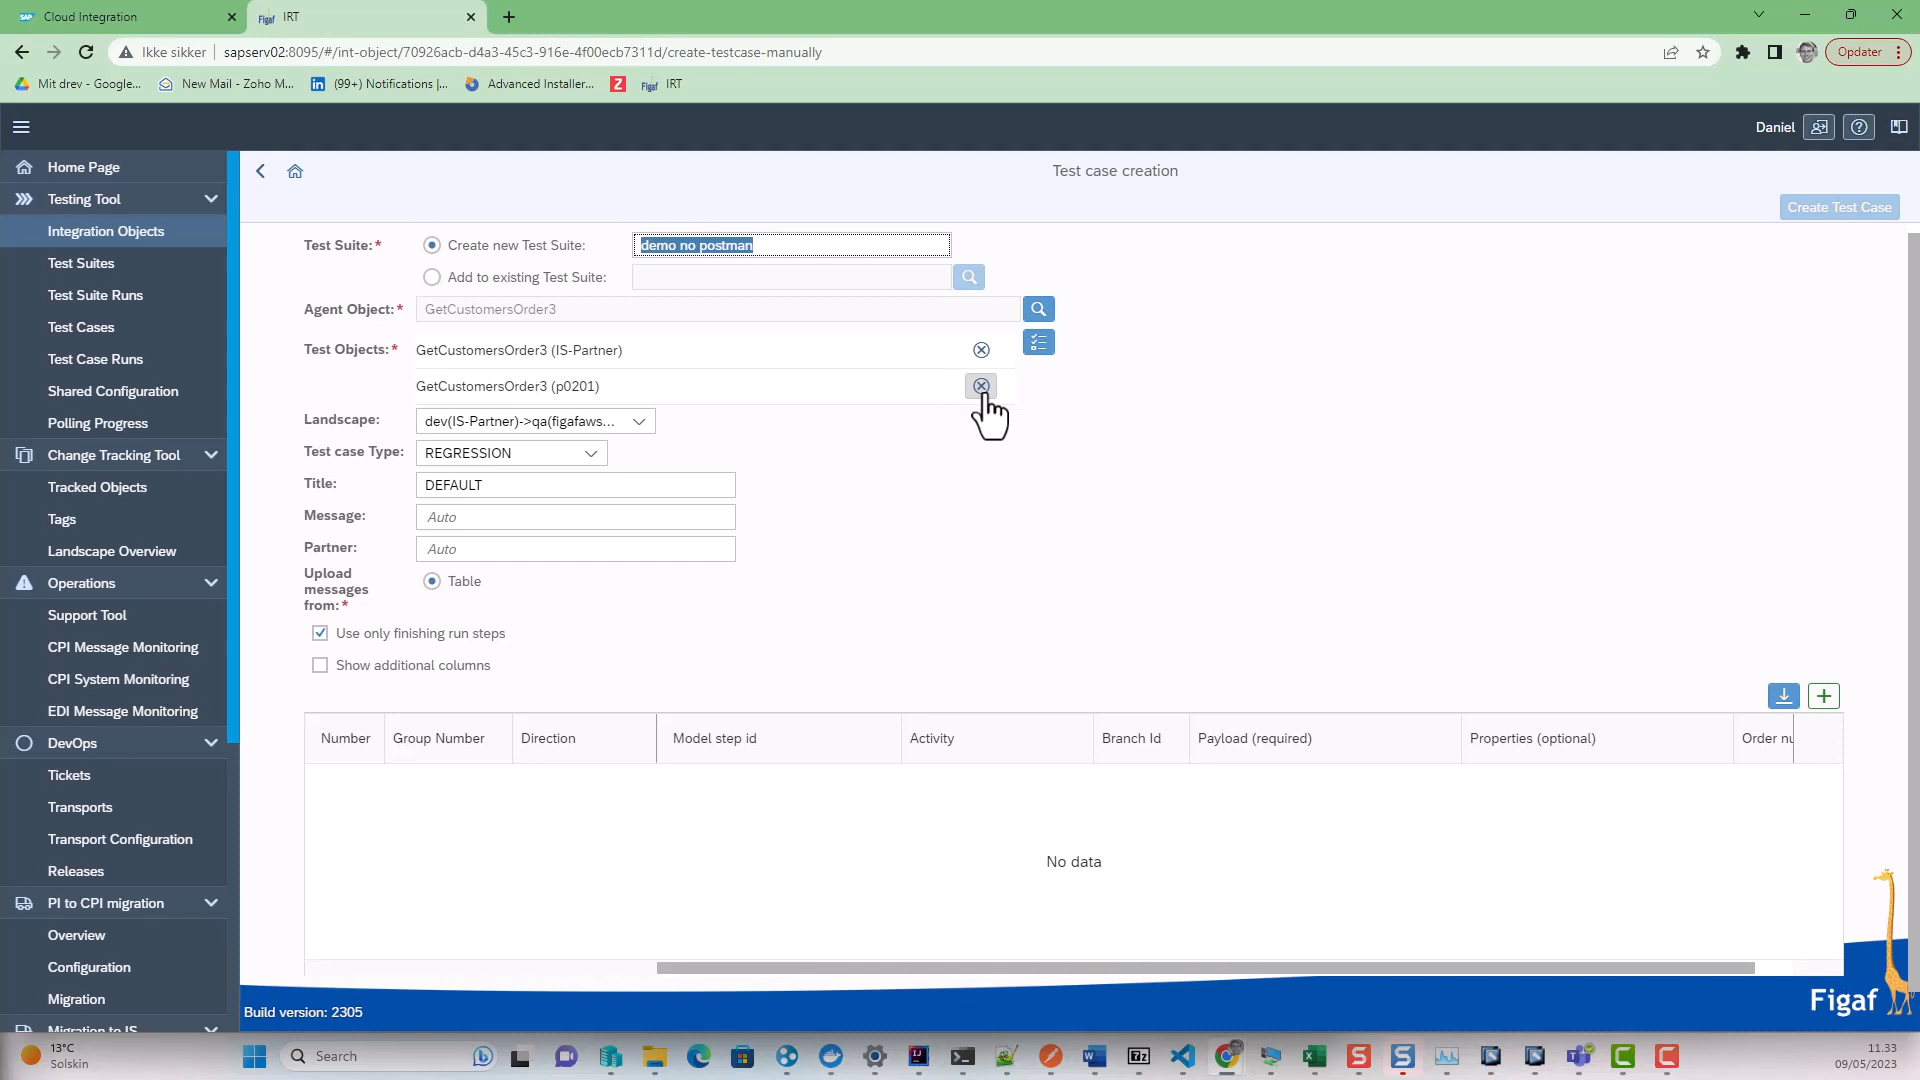 SAP Cloud Integration
Figaf IRT
Ikke sikker sapserv02:8095/#/int-object/70926acb-d4a3-45c3-916e-4f00ecb7311d/create-testcase-manually
Opdater
Mit drev - Google...
New Mail - Zoho M...
(99+) Notifications |...
Advanced Installer...
Z
Figaf IRT
Daniel
Home Page
Testing Tool
Integration Objects
Test Suites
Test Suite Runs
Test Cases
Test Case Runs
Shared Configuration
Polling Progress
Change Tracking Tool
Tracked Objects
Tags
Landscape Overview
Operations
Support Tool
CPI Message Monitoring
CPI System Monitoring
EDI Message Monitoring
DevOps
Tickets
Transports
Transport Configuration
Releases
PI to CPI migration
Overview
Configuration
Migration
Migration to IS
Test case creation
Create Test Case
Test Suite:* Create new Test Suite: demo no postman
Add to existing Test Suite:
Agent Object:* GetCustomersOrder3
Test Objects:* GetCustomersOrder3 (IS-Partner)
GetCustomersOrder3 (p0201)
Landscape: dev(IS-Partner)->qa(figafaws...
Test case Type: REGRESSION
Title: DEFAULT
Message: Auto
Partner: Auto
Upload
messages
from:* Table
Use only finishing run steps
Show additional columns
Number Group Number Direction Model step id Activity Branch Id Payload (required) Properties (optional) Order nu
No data
Figaf
Build version: 2305
13°C
Solskin
Search
11.33
09/05/2023